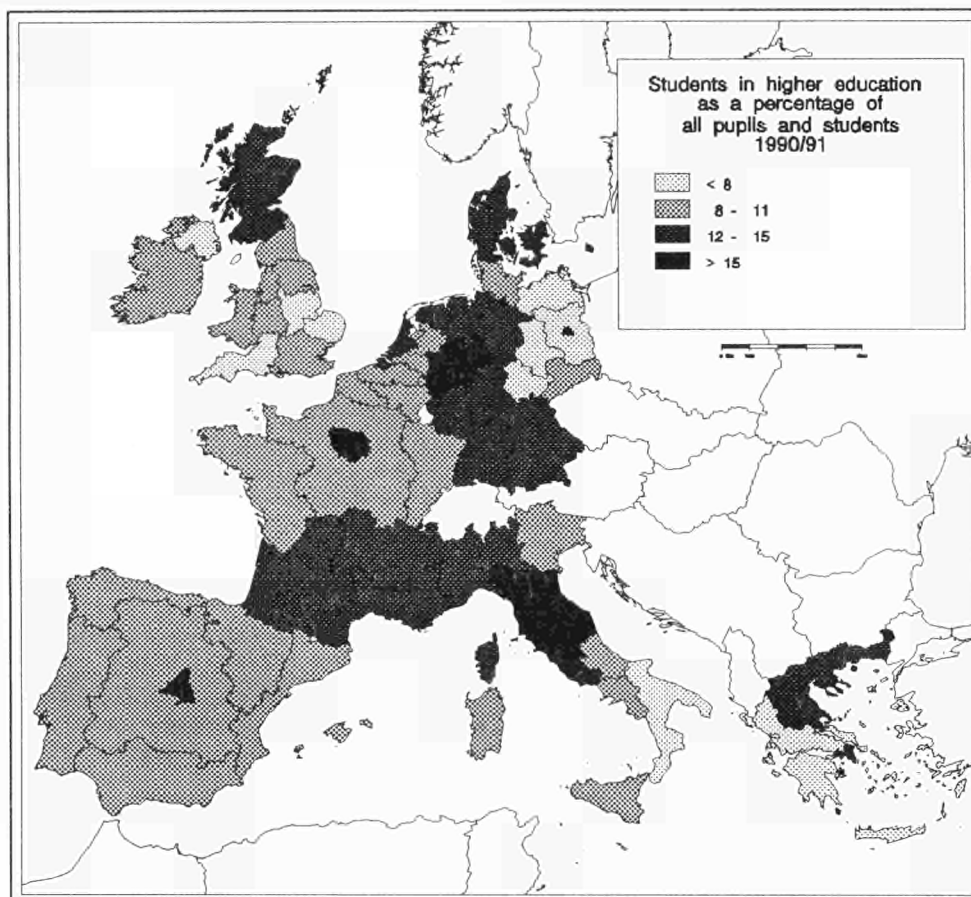 Students in higher education
as a percentage of
all pupils and students
1990/91
< 8
8 - 11
12 - 15
> 15